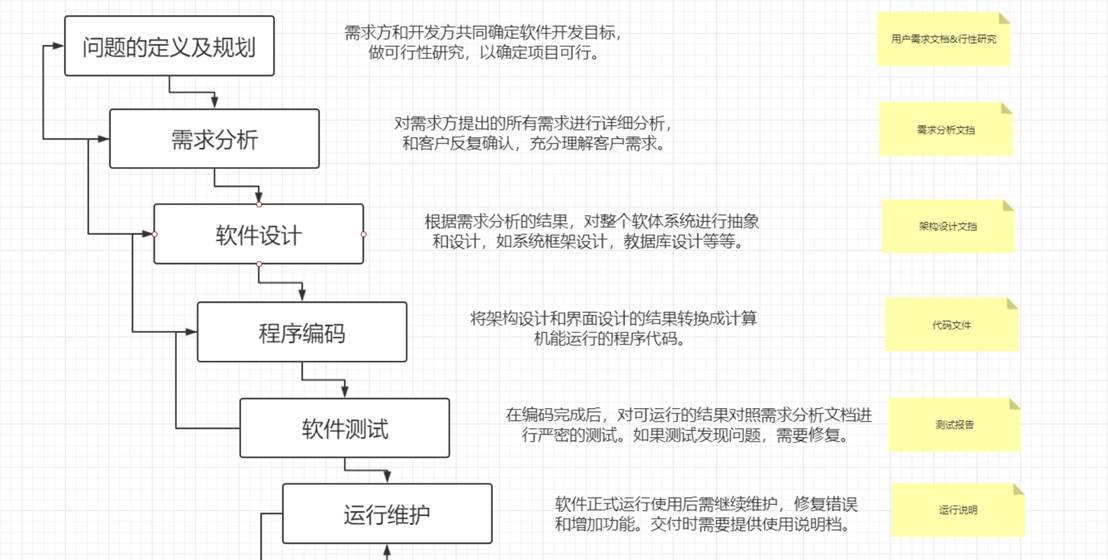 问题的定义及规划
需求方和开发方共同确定软件开发目标，
做可行性研究，以确定项目可行。
用户需求文档&行性研究
需求分析
对需求方提出的所有需求进行详细分析，
和客户反复确认，充分理解客户需求。
需求分析文挡
软件设计
根据需求分析的结果，对整个软体系统进行抽象
和设计，如系统框架设计，教据库设计等等。
架构设计文挡
程序编码
将架构设计和界面设计的结果转换成计算
机能运行的程序代码。
代码文件
软件测试
在编码完成后，对可运行的结果对照需求分析文档进
行严密的测试。如果测试发现问题，需要修复。
测试报告
运行维护
软件正式运行使用后需继续维护，修复错误
和增加功能。交付时需要提供使用说明档。
运行说明